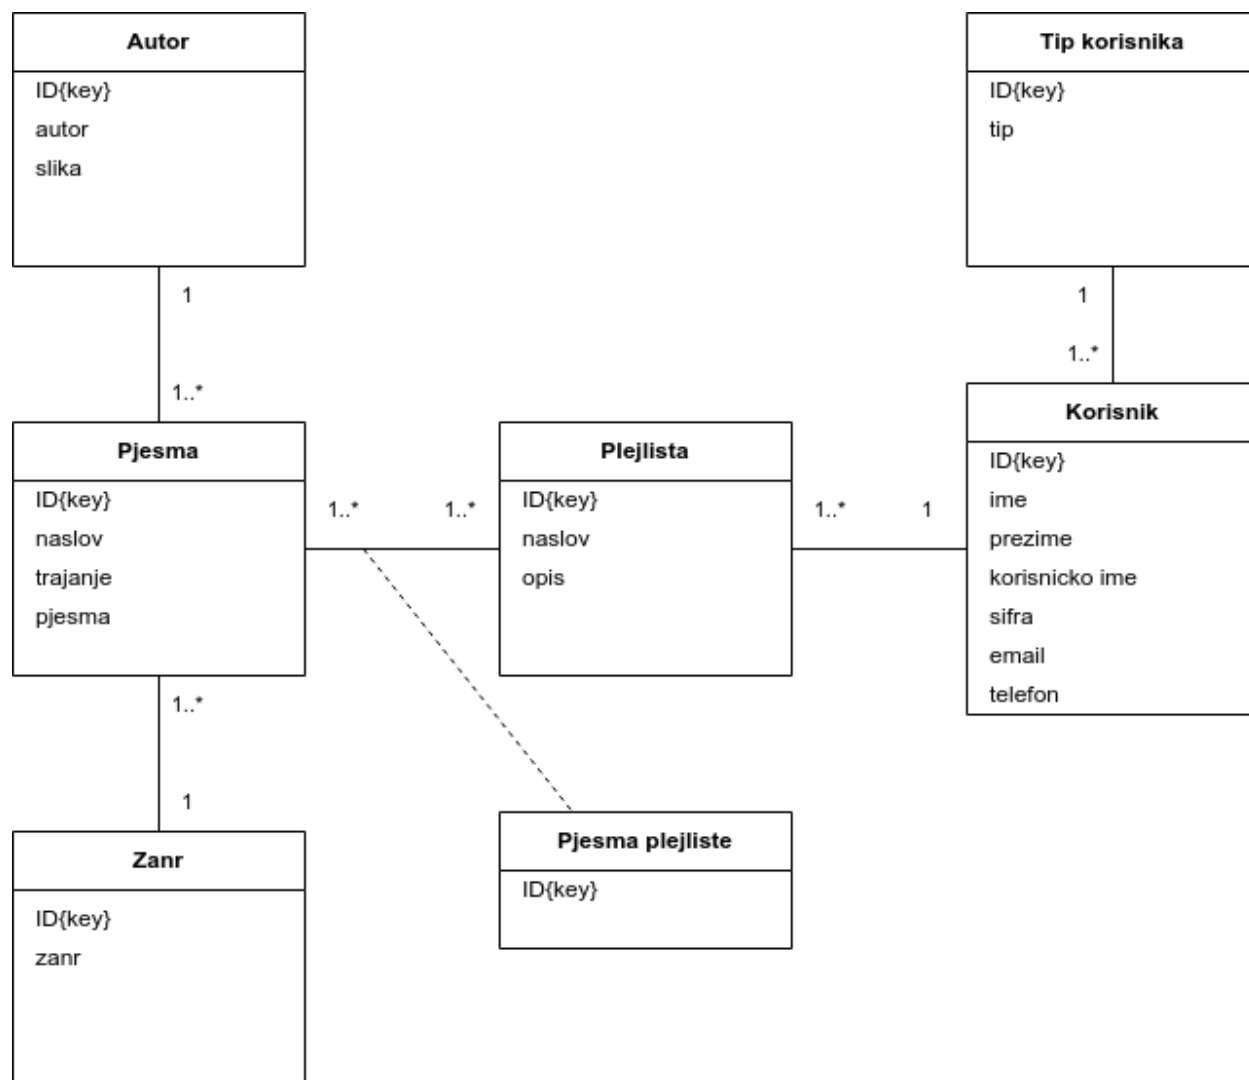 Autor
ID{key}
autor
slika
1
1..*
Tip korisnika
ID{key}
tip
1
1..*
Pjesma
ID{key}
naslov
trajanje
pjesma
1..*
1..*
Plejlista
ID{key}
naslov
opis
1..*
1
Korisnik
ID{key}
ime
prezime
korisnicko ime
sifra
email
telefon
1..*
1
Zanr
ID{key}
zanr
Pjesma plejliste
ID{key}